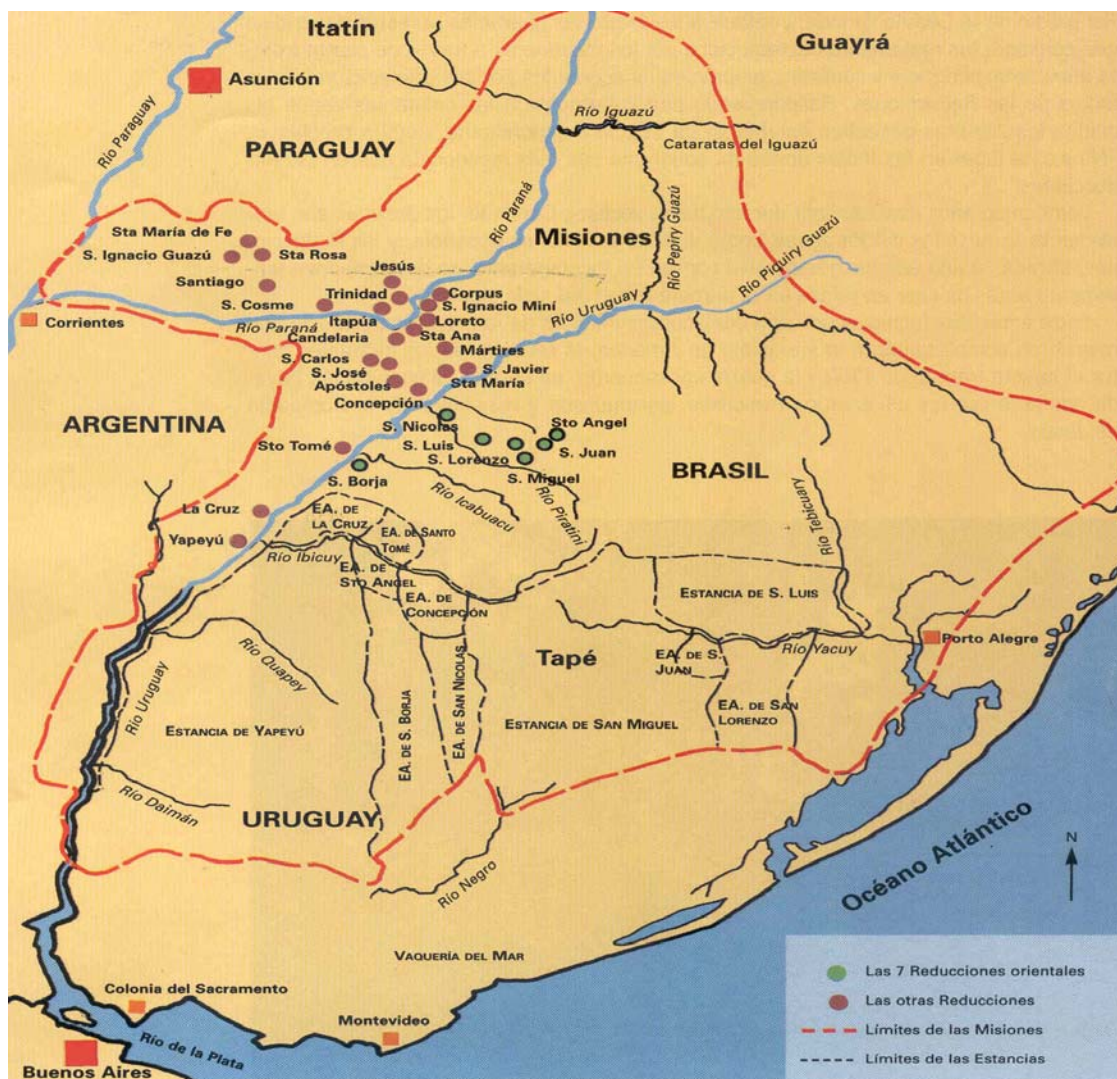 Itatín
Guayrá
Asunción
Río Paraguay
PARAGUAY
Río Iguazú
Cataratas del Iguazú
Río Paraná
Misiones
Río Pepiry Guazú
Río Piquiry Guazú
Sta María de Fe
S. Ignacio Guazú
Sta Rosa
Santiago
Jesús
S. Cosme
Trinidad
Corpus
S. Ignacio Miní
Itapúa
Loreto
Río Uruguay
Corrientes
Río Paraná
Candelaria
Sta Ana
Mártires
S. Carlos
S. José
S. Javier
Apóstoles
Sta María
Concepción
ARGENTINA
S. Nicolas
Sto Angel
Sto Tomé
S. Luis
S. Juan
S. Lorenzo
S. Miguel
BRASIL
S. Borja
Río Icabuacu
Río Piratini
Río Tebicuary
La Cruz
EA. DE
LA CRUZ
EA. DE SANTO
TOMÉ
Yapeyú
Río Ibicuy
EA. DE
STO ANGEL
EA. DE
CONCEPCIÓN
ESTANCIA DE S. LUIS
Río Quapey
Tapé
EA. DE S.
JUAN
Río Yacuy
Porto Alegre
Río Uruguay
ESTANCIA DE YAPEYÚ
EA. DE S. BORJA
EA. DE SAN NICOLAS
ESTANCIA DE SAN MIGUEL
EA. DE SAN
LORENZO
Río Daimán
URUGUAY
Río Negro
Océano Atlántico
N
VAQUERÍA DEL MAR
Colonia del Sacramento
Montevideo
Río de la Plata
Buenos Aires
Las 7 Reducciones orientales
Las otras Reducciones
Límites de las Misiones
Límites de las Estancias